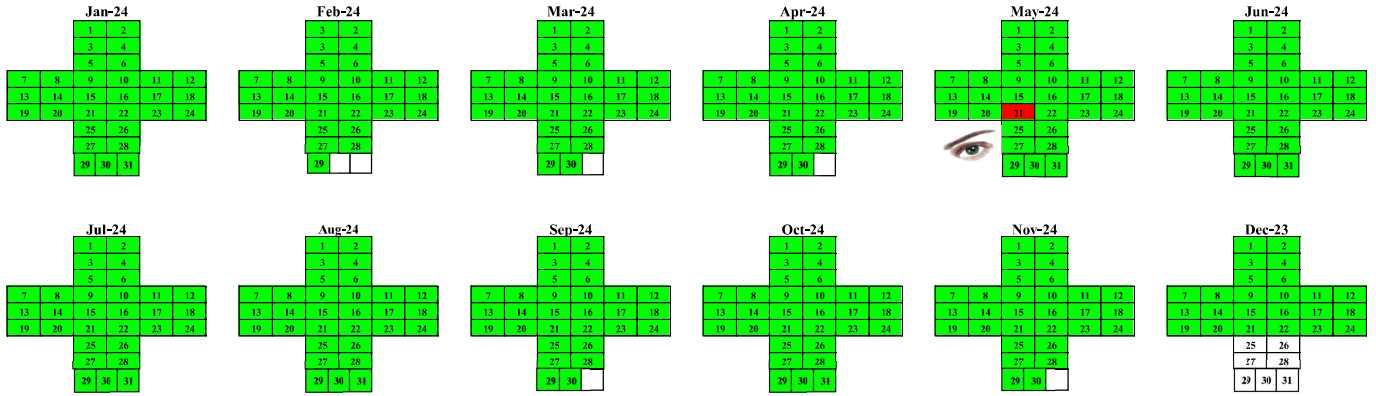 Jan-24 Feb-24 Mar-24 Apr-24 May-24 Jun-24
1 2 3 2 1 2 1 2 1 2 1 2
3 4 3 4 3 4 3 4 3 4 3 4
5 6 5 6 5 6 5 6 5 6 5 6
7 8 9 10 11 12 7 8 9 10 11 12 7 8 9 10 11 12 7 8 9 10 11 12 7 8 9 10 11 12 7 8 9 10 11 12
13 14 15 16 17 18 13 14 15 16 17 18 13 14 15 16 17 18 13 14 15 16 17 18 13 14 15 16 17 18 13 14 15 16 17 18
19 20 21 22 23 24 19 20 21 22 23 24 19 20 21 22 23 24 19 20 21 22 23 24 19 20 21 22 23 24 19 20 21 22 23 24
25 26 25 26 25 26 25 26 25 26 25 26
27 28 27 28 27 28 27 28 27 28 27 28
29 30 31 29 29 30 29 30 29 30 31 29 30 31
Jul-24 Aug-24 Sep-24 Oct-24 Nov-24 Dec-23
1 2 1 2 1 2 1 2 1 2 1 2
3 4 3 4 3 4 3 4 3 4 3 4
5 6 5 6 5 6 5 6 5 6 5 6
7 8 9 10 11 12 7 8 9 10 11 12 7 8 9 10 11 12 7 8 9 10 11 12 7 8 9 10 11 12 7 8 9 10 11 12
13 14 15 16 17 18 13 14 15 16 17 18 13 14 15 16 17 18 13 14 15 16 17 18 13 14 15 16 17 18 13 14 15 16 17 18
19 20 21 22 23 24 19 20 21 22 23 24 19 20 21 22 23 24 19 20 21 22 23 24 19 20 21 22 23 24 19 20 21 22 23 24
25 26 25 26 25 26 25 26 25 26 25 26
27 28 27 28 27 28 27 28 27 28 27 28
29 30 31 29 30 31 29 30 29 30 31 29 30 29 30 31